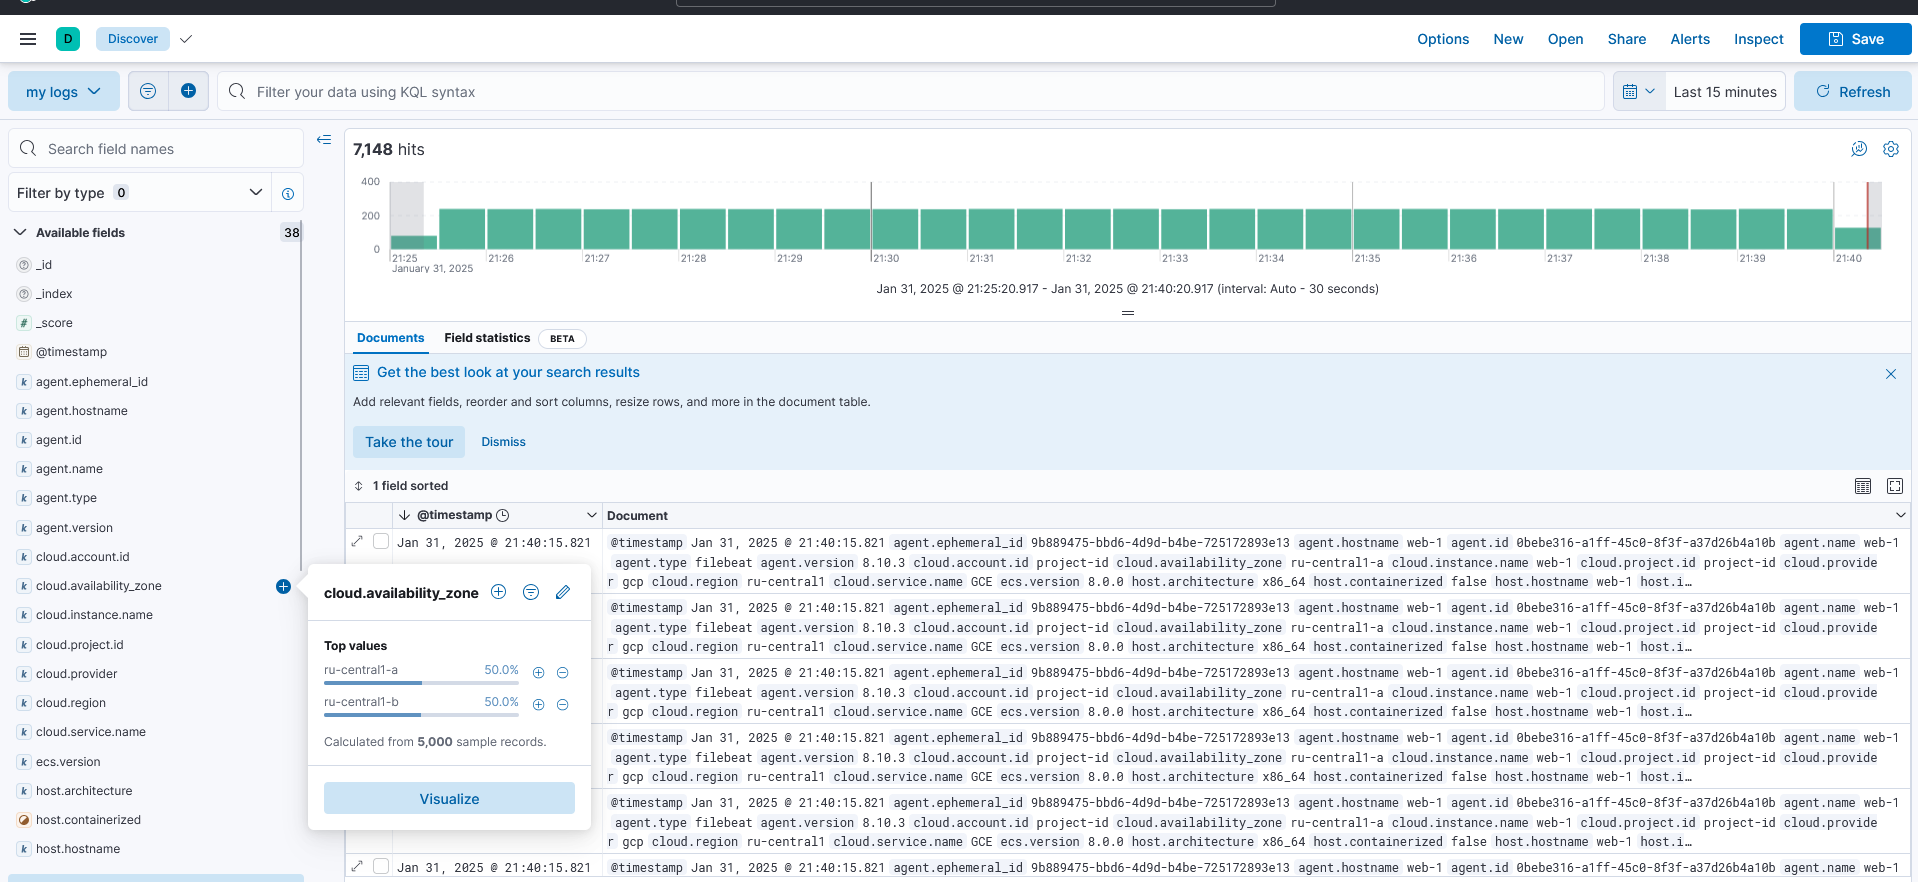 D
Discover
Options
New
Open
Share
Alerts
Inspect
Save
my logs
Filter your data using KQL syntax
Last 15 minutes
Refresh
Search field names
Filter by type 0
Available fields 38
_id
_index
_score
@timestamp
agent.ephemeral_id
agent.hostname
agent.id
agent.name
agent.type
agent.version
cloud.account.id
cloud.availability_zone
cloud.instance.name
cloud.project.id
cloud.provider
cloud.region
cloud.service.name
ecs.version
host.architecture
host.containerized
host.hostname
cloud.availability_zone
Top values
ru-central1-a 50.0%
ru-central1-b 50.0%
Calculated from 5,000 sample records.
Visualize
7,148 hits
400
200
0
21:25 21:26 21:27 21:28 21:29 21:30 21:31 21:32 21:33 21:34 21:35 21:36 21:37 21:38 21:39 21:40
January 31, 2025
Jan 31, 2025 @ 21:25:20.917 - Jan 31, 2025 @ 21:40:20.917 (interval: Auto - 30 seconds)
Documents
Field statistics BETA
Get the best look at your search results
Add relevant fields, reorder and sort columns, resize rows, and more in the document table.
Take the tour
Dismiss
1 field sorted
@timestamp
Document
Jan 31, 2025 @ 21:40:15.821 @timestamp Jan 31, 2025 @ 21:40:15.821 agent.ephemeral_id 9b889475-bbd6-4d9d-b4be-725172893e13 agent.hostname web-1 agent.id 0bebe316-a1ff-45c0-8f3f-a37d26b4a10b agent.name web-1
agent.type filebeat agent.version 8.10.3 cloud.account.id project-id cloud.availability_zone ru-central1-a cloud.instance.name web-1 cloud.project.id project-id cloud.provide
r gcp cloud.region ru-central1 cloud.service.name GCE ecs.version 8.0.0 host.architecture x86_64 host.containerized false host.hostname web-1 host.i…
@timestamp Jan 31, 2025 @ 21:40:15.821 agent.ephemeral_id 9b889475-bbd6-4d9d-b4be-725172893e13 agent.hostname web-1 agent.id 0bebe316-a1ff-45c0-8f3f-a37d26b4a10b agent.name web-1
agent.type filebeat agent.version 8.10.3 cloud.account.id project-id cloud.availability_zone ru-central1-a cloud.instance.name web-1 cloud.project.id project-id cloud.provide
r gcp cloud.region ru-central1 cloud.service.name GCE ecs.version 8.0.0 host.architecture x86_64 host.containerized false host.hostname web-1 host.i…
@timestamp Jan 31, 2025 @ 21:40:15.821 agent.ephemeral_id 9b889475-bbd6-4d9d-b4be-725172893e13 agent.hostname web-1 agent.id 0bebe316-a1ff-45c0-8f3f-a37d26b4a10b agent.name web-1
agent.type filebeat agent.version 8.10.3 cloud.account.id project-id cloud.availability_zone ru-central1-a cloud.instance.name web-1 cloud.project.id project-id cloud.provide
r gcp cloud.region ru-central1 cloud.service.name GCE ecs.version 8.0.0 host.architecture x86_64 host.containerized false host.hostname web-1 host.i…
@timestamp Jan 31, 2025 @ 21:40:15.821 agent.ephemeral_id 9b889475-bbd6-4d9d-b4be-725172893e13 agent.hostname web-1 agent.id 0bebe316-a1ff-45c0-8f3f-a37d26b4a10b agent.name web-1
agent.type filebeat agent.version 8.10.3 cloud.account.id project-id cloud.availability_zone ru-central1-a cloud.instance.name web-1 cloud.project.id project-id cloud.provide
r gcp cloud.region ru-central1 cloud.service.name GCE ecs.version 8.0.0 host.architecture x86_64 host.containerized false host.hostname web-1 host.i…
@timestamp Jan 31, 2025 @ 21:40:15.821 agent.ephemeral_id 9b889475-bbd6-4d9d-b4be-725172893e13 agent.hostname web-1 agent.id 0bebe316-a1ff-45c0-8f3f-a37d26b4a10b agent.name web-1
agent.type filebeat agent.version 8.10.3 cloud.account.id project-id cloud.availability_zone ru-central1-a cloud.instance.name web-1 cloud.project.id project-id cloud.provide
r gcp cloud.region ru-central1 cloud.service.name GCE ecs.version 8.0.0 host.architecture x86_64 host.containerized false host.hostname web-1 host.i…
Jan 31, 2025 @ 21:40:15.821 @timestamp Jan 31, 2025 @ 21:40:15.821 agent.ephemeral_id 9b889475-bbd6-4d9d-b4be-725172893e13 agent.hostname web-1 agent.id 0bebe316-a1ff-45c0-8f3f-a37d26b4a10b agent.name web-1